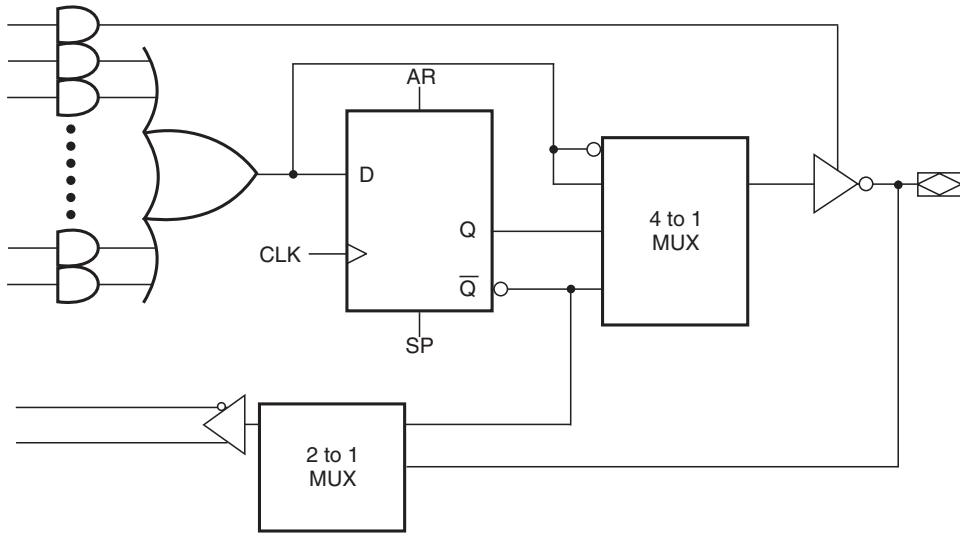 AR
D
4 to 1
MUX
Q
CLK
Q̅
SP
2 to 1
MUX